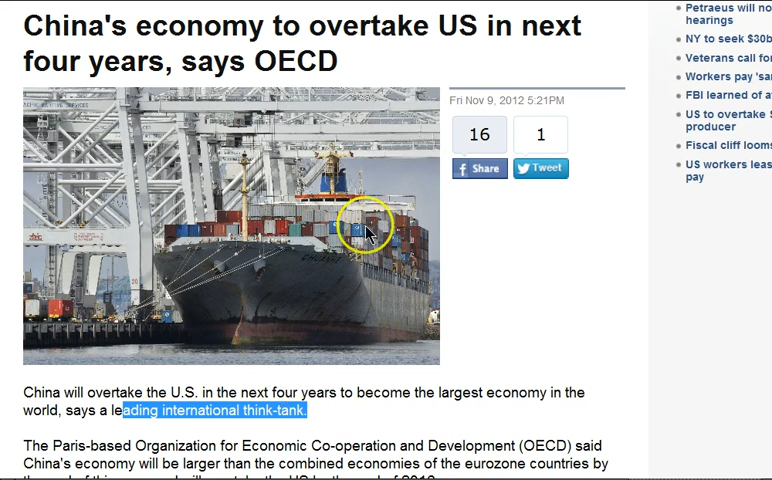 China's economy to overtake US in next
four years, says OECD
Fri Nov 9, 2012 5:21PM
16
1
Share
Tweet
China will overtake the U.S. in the next four years to become the largest economy in the
world, says a leading international think-tank.
The Paris-based Organization for Economic Co-operation and Development (OECD) said
China's economy will be larger than the combined economies of the eurozone countries by
Petraeus will no
hearings
NY to seek $30b
Veterans call fo
Workers pay 'sa
FBI learned of a
US to overtake S
producer
Fiscal cliff looms
US workers leas
pay